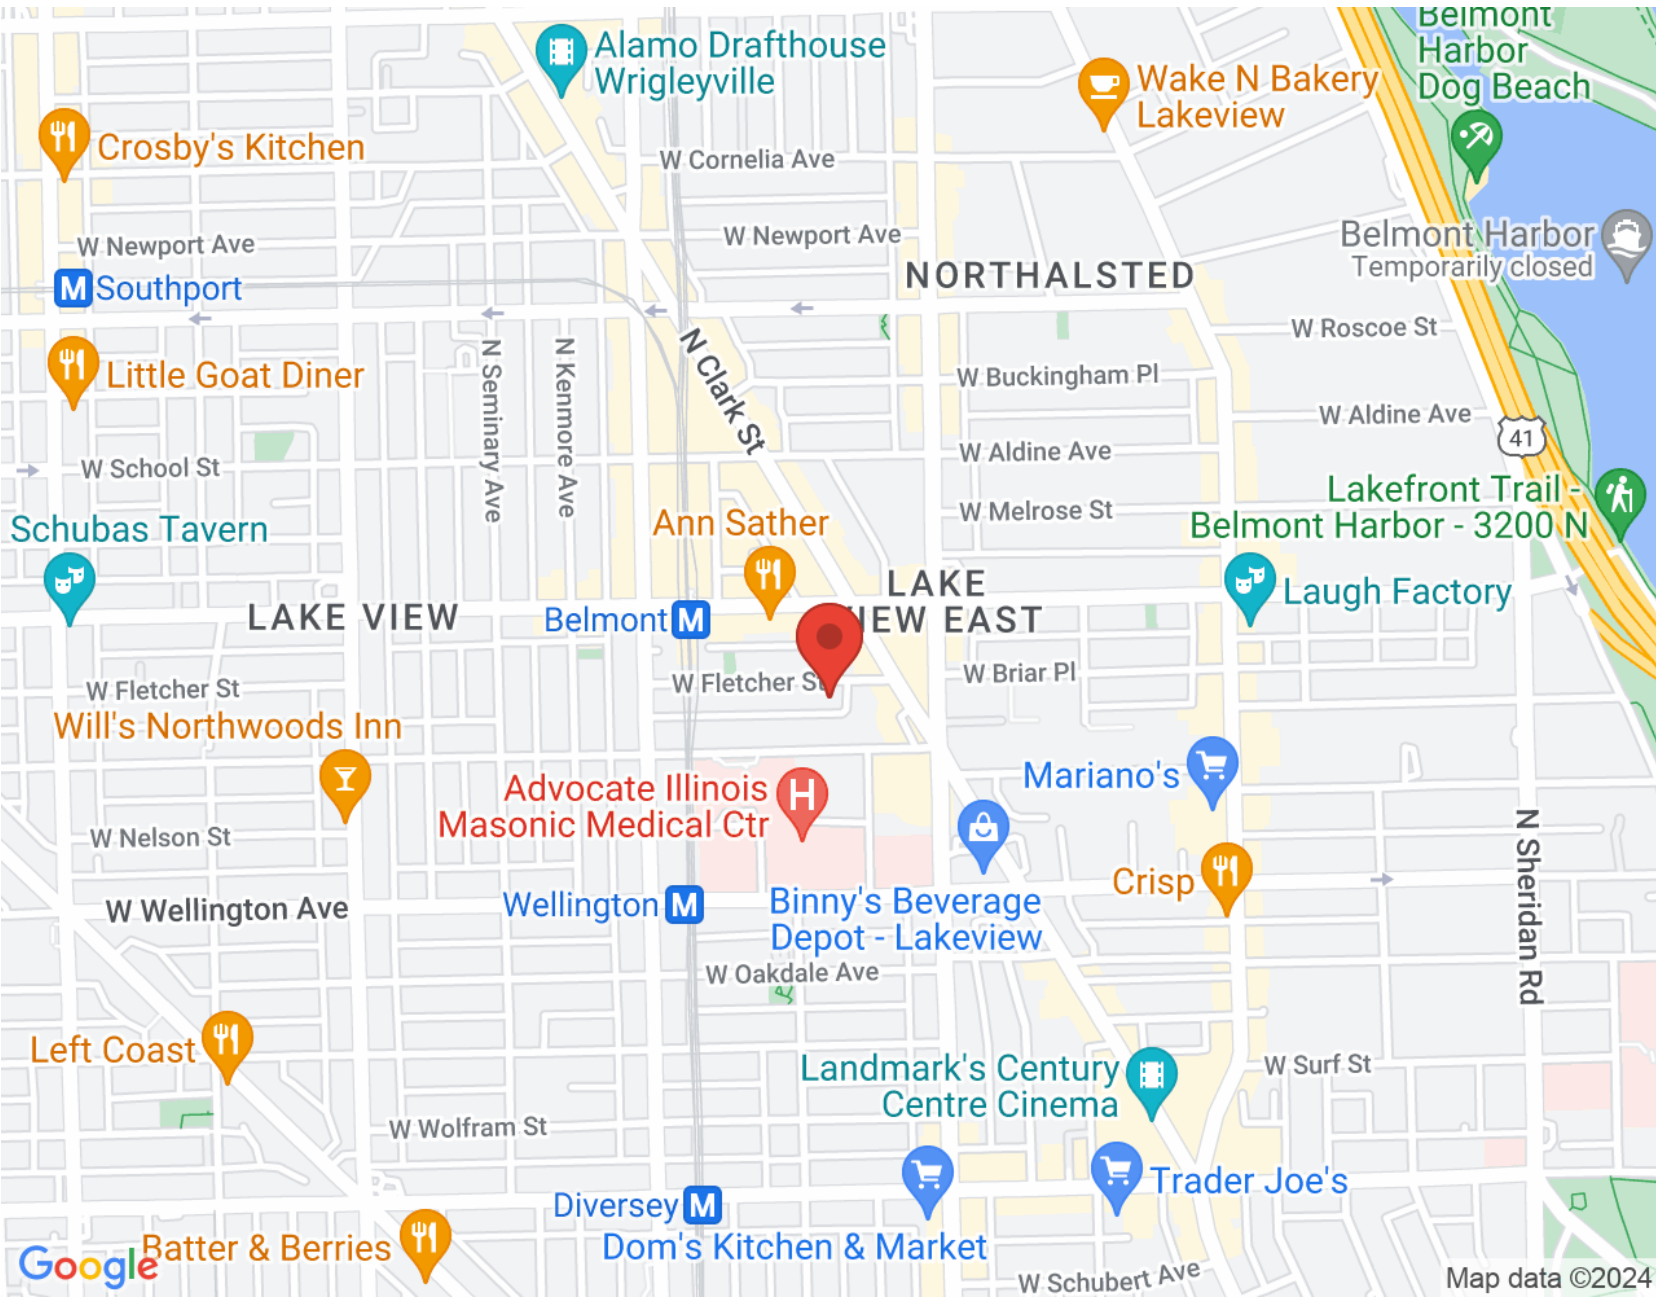 Belmont
Harbor
Dog Beach
Alamo Drafthouse
Wrigleyville
Wake N Bakery
Lakeview
Crosby's Kitchen
W Cornelia Ave
W Newport Ave
W Newport Ave
Belmont Harbor
Temporarily closed
NORTHALSTED
M Southport
W Roscoe St
N Clark St
N Seminary Ave
N Kenmore Ave
Little Goat Diner
W Buckingham Pl
W Aldine Ave
41
W Aldine Ave
W School St
Lakefront Trail -
Belmont Harbor - 3200 N
W Melrose St
Ann Sather
Schubas Tavern
LAKE
VIEW EAST
Laugh Factory
LAKE VIEW
Belmont M
W Briar Pl
W Fletcher St
W Fletcher St
Will's Northwoods Inn
Mariano's
Advocate Illinois
Masonic Medical Ctr
H
W Nelson St
N Sheridan Rd
Crisp
Wellington M
Binny's Beverage
Depot - Lakeview
W Wellington Ave
W Oakdale Ave
Left Coast
Landmark's Century
Centre Cinema
W Surf St
W Wolfram St
Trader Joe's
Diversey M
Dom's Kitchen & Market
Batter & Berries
Google
W Schubert Ave
Map data ©2024